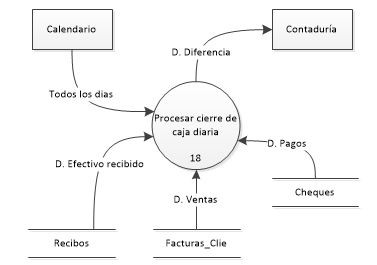 Calendario
Contaduría
D. Diferencia
Todos los dias
Procesar cierre de
caja diaria
18
D. Efectivo recibido
D. Pagos
Cheques
D. Ventas
Recibos
Facturas_Clie